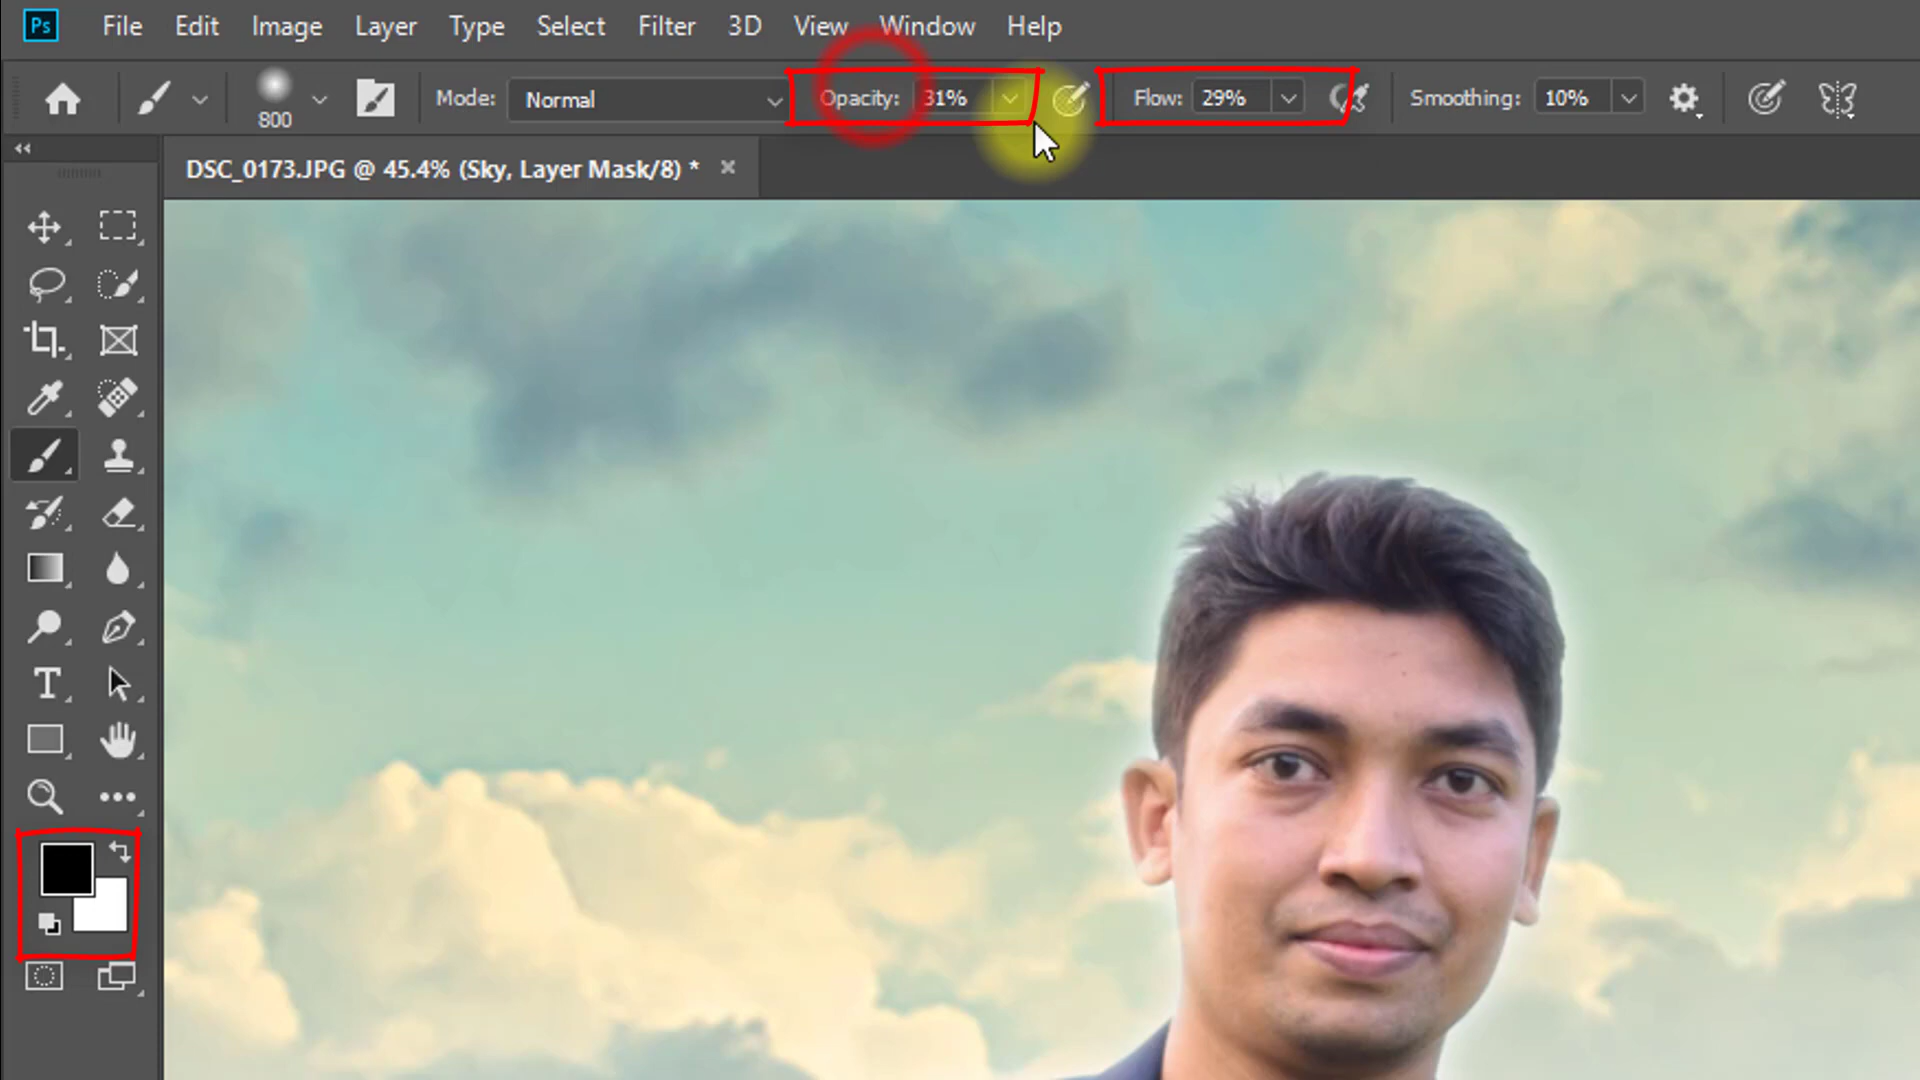 Ps File Edit Image Layer Type Select Filter 3D View Window Help
800 Mode: Normal Opacity: 31% Flow: 29% Smoothing: 10%
DSC_0173.JPG @ 45.4% (Sky, Layer Mask/8) *
T